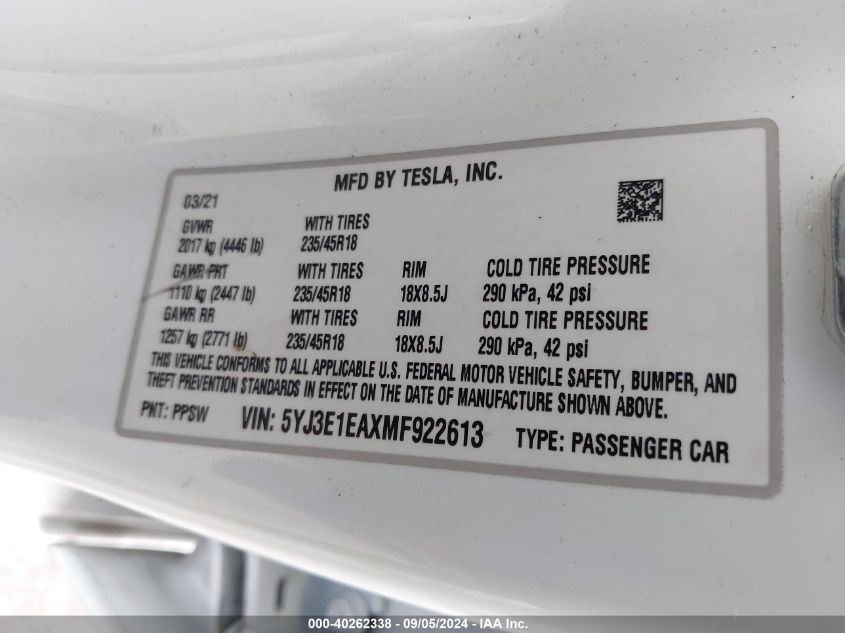 MFD BY TESLA, INC.
03/21
GVWR WITH TIRES
2017 kg (4446 lb) 235/45R18
GAWR FRT WITH TIRES RIM COLD TIRE PRESSURE
1110 kg (2447 lb) 235/45R18 18X8.5J 290 kPa, 42 psi
GAWR RR WITH TIRES RIM COLD TIRE PRESSURE
1257 kg (2771 lb) 235/45R18 18X8.5J 290 kPa, 42 psi
THIS VEHICLE CONFORMS TO ALL APPLICABLE U.S. FEDERAL MOTOR VEHICLE SAFETY, BUMPER, AND
THEFT PREVENTION STANDARDS IN EFFECT ON THE DATE OF MANUFACTURE SHOWN ABOVE.
PNT: PPSW VIN: 5YJ3E1EAXMF922613 TYPE: PASSENGER CAR
000-40262338 - 09/05/2024 - IAA Inc.